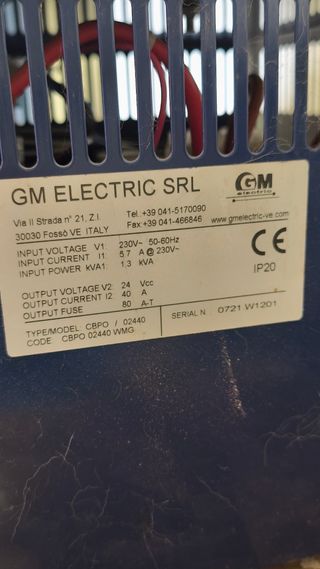 GM ELECTRIC SRL
GM
electric
Via II Strada n° 21, Z.I.
30030 Fossò VE ITALY
Tel.+39 041-5170090
Fax+39 041-466846
www.gmelectric-ve.com
INPUT VOLTAGE V1: 230V~ 50-60Hz
INPUT CURRENT I1: 5.7 A @ 230V~
INPUT POWER kVA1: 1.3 kVA
CE
IP20
OUTPUT VOLTAGE V2: 24 Vcc
OUTPUT CURRENT I2: 40 A
OUTPUT FUSE 80 A-T
TYPE/MODEL: CBPO / 02440
CODE: CBPO 02440 WMG
SERIAL N. 0721 W1201